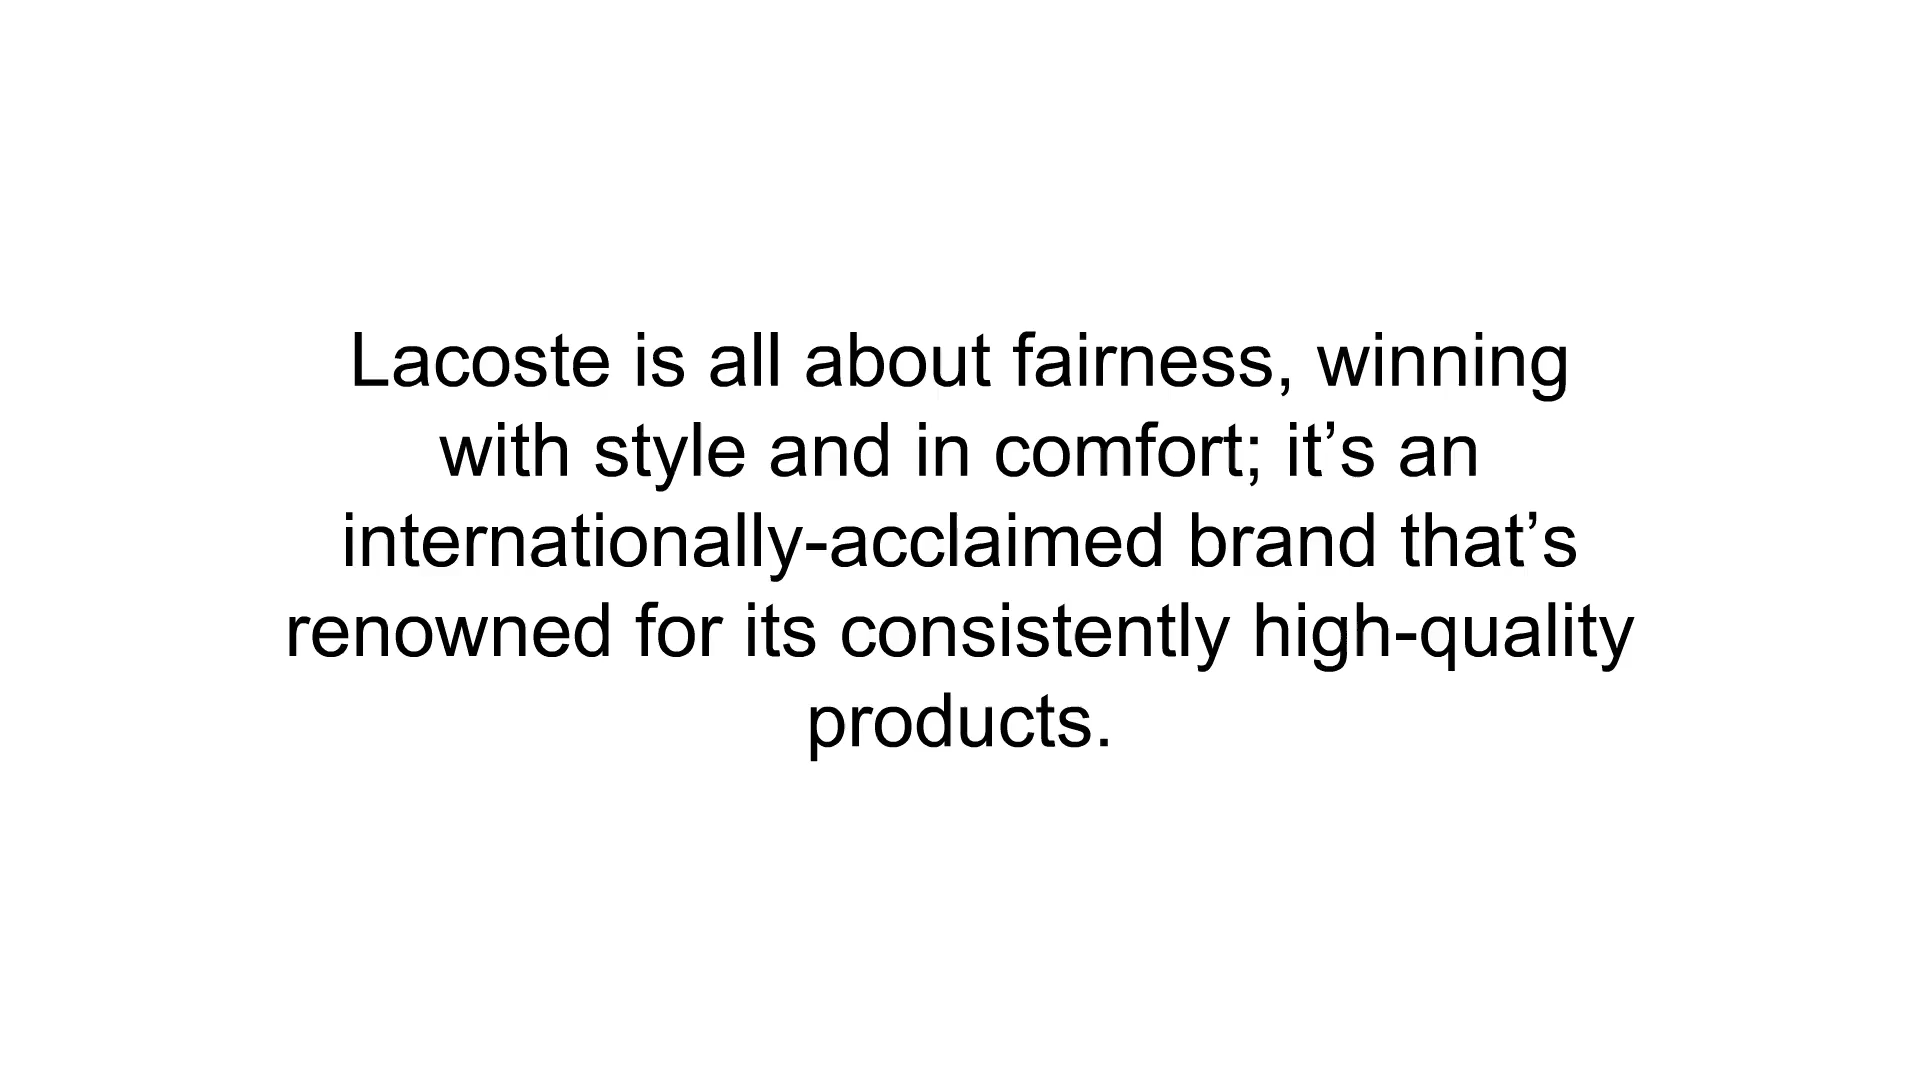 Lacoste is all about fairness, winning
with style and in comfort; it’s an
internationally-acclaimed brand that’s
renowned for its consistently high-quality
products.